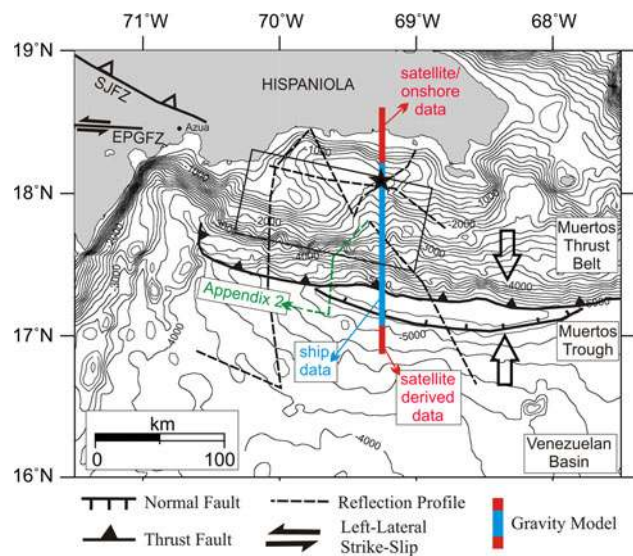 71°W 70°W 69°W 68°W
19°N
18°N
17°N
16°N
HISPANIOLA
SJFZ
EPGFZ
Azua
satellite/
onshore
data
1000
1000
-2000
-2000
-3000
4000
-4000
-5000
-4000
-4000
Muertos
Thrust
Belt
Appendix 2
Muertos
Trough
ship
data
satellite
derived
data
Venezuelan
Basin
km
0 100
Normal Fault
Reflection Profile
Thrust Fault
Left-Lateral
Strike-Slip
Gravity Model